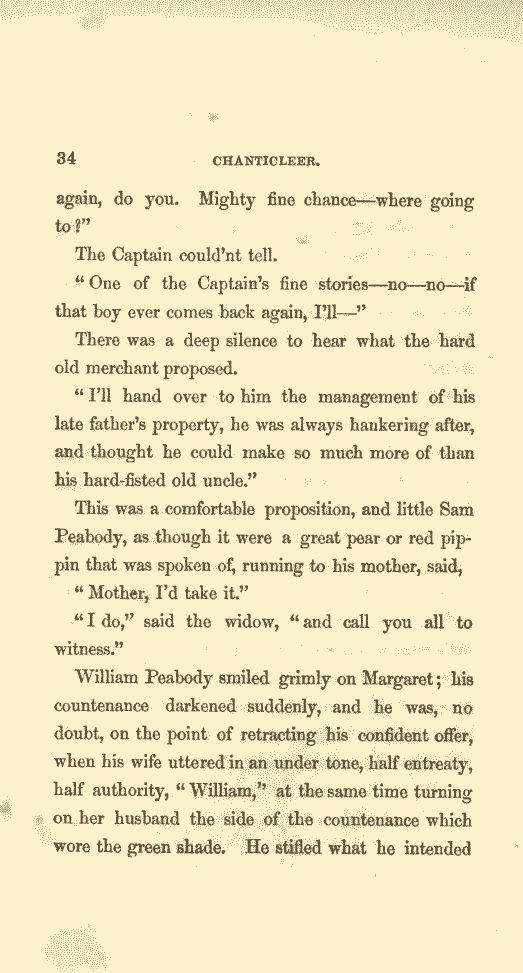 34 CHANTICLEER.
again, do you. Mighty fine chance—where going
to?”
The Captain could'nt tell.
“One of the Captain's fine stories—no—no—if
that boy ever comes back again, I'll—”
There was a deep silence to hear what the hard
old merchant proposed.
“I'll hand over to him the management of his
late father's property, he was always hankering after,
and thought he could make so much more of than
his hard-fisted old uncle.”
This was a comfortable proposition, and little Sam
Peabody, as though it were a great pear or red pip-
pin that was spoken of, running to his mother, said,
“Mother, I'd take it.”
“I do,” said the widow, “and call you all to
witness.”
William Peabody smiled grimly on Margaret; his
countenance darkened suddenly, and he was, no
doubt, on the point of retracting his confident offer,
when his wife uttered in an under tone, half entreaty,
half authority, “William,” at the same time turning
on her husband the side of the countenance which
wore the green shade. He stifled what he intended